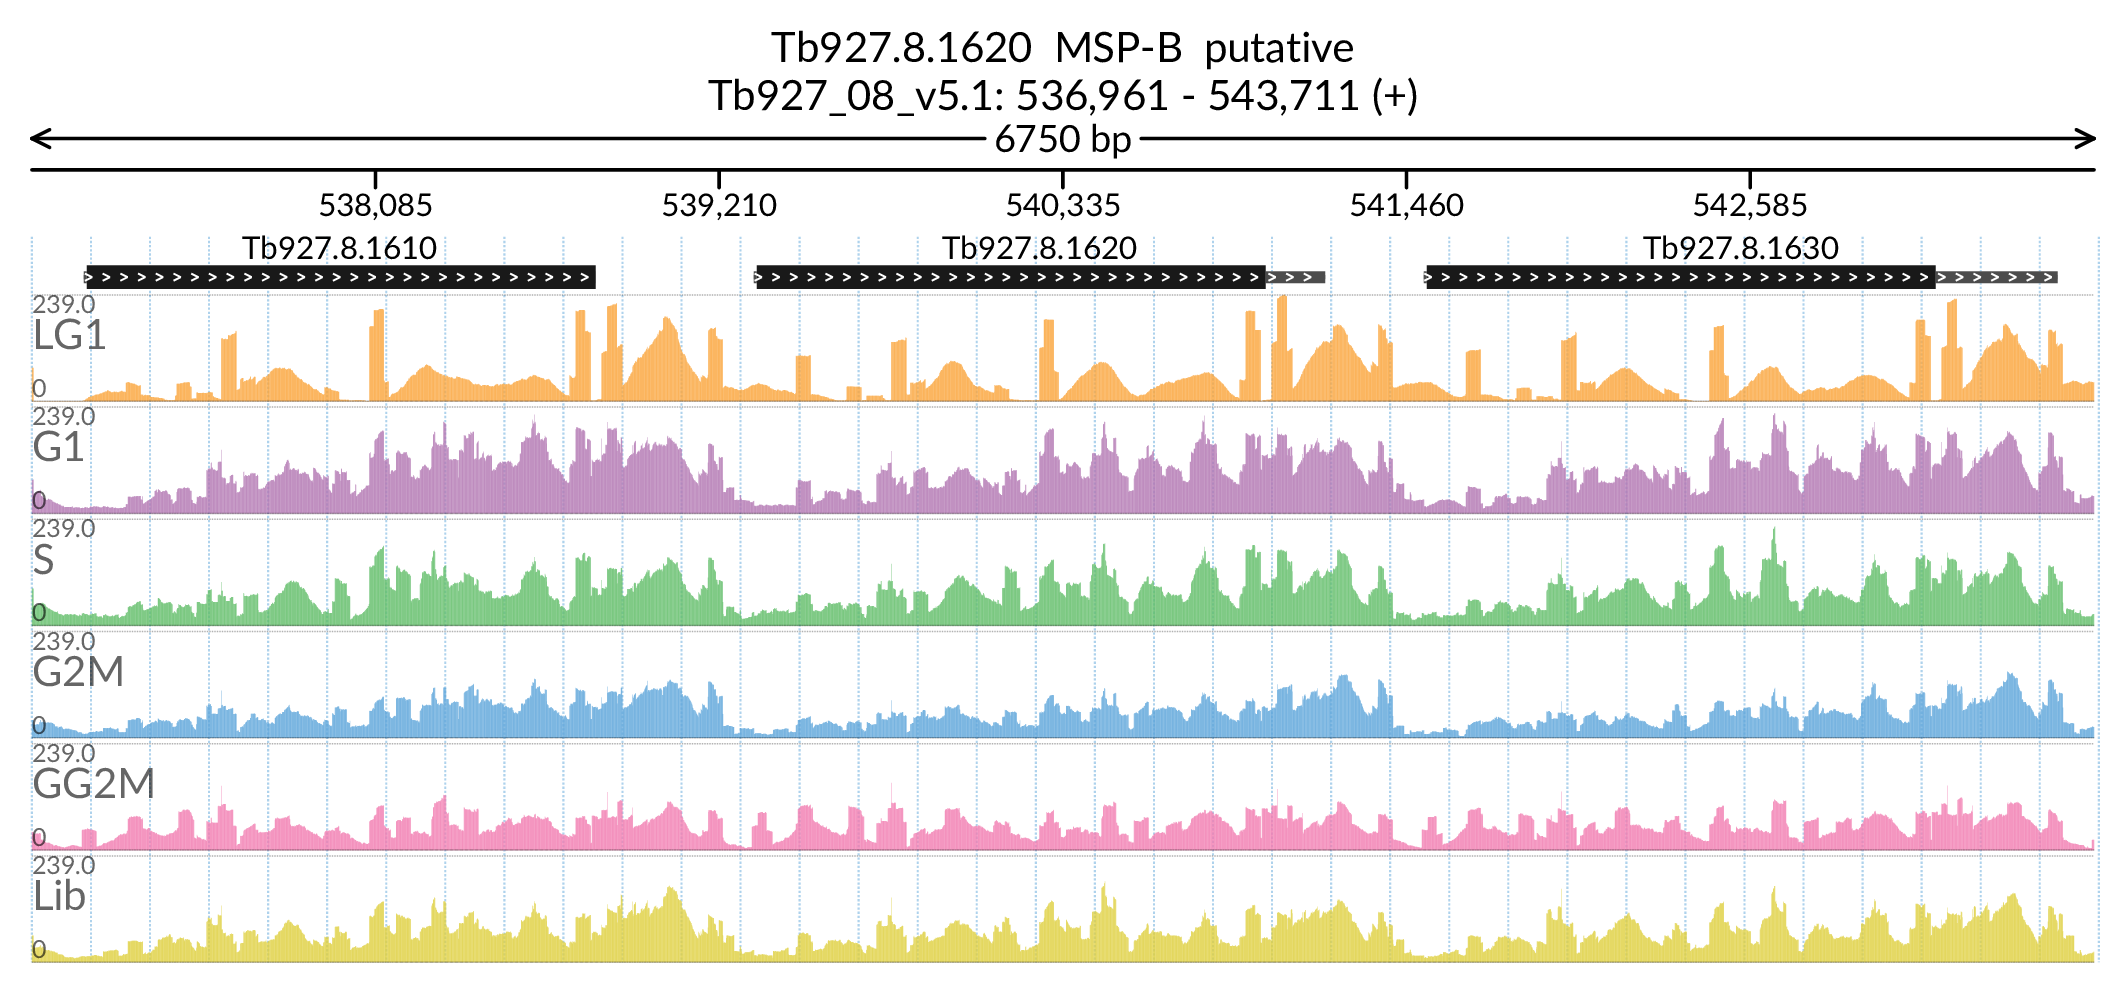 Tb927.8.1620 MSP-B putative
Tb927_08_v5.1: 536,961 - 543,711 (+)
6750 bp
538,085 539,210 540,335 541,460 542,585
Tb927.8.1610 Tb927.8.1620 Tb927.8.1630
239.0
LG1
0
239.0
G1
0
239.0
S
0
239.0
G2M
0
239.0
GG2M
0
239.0
Lib
0